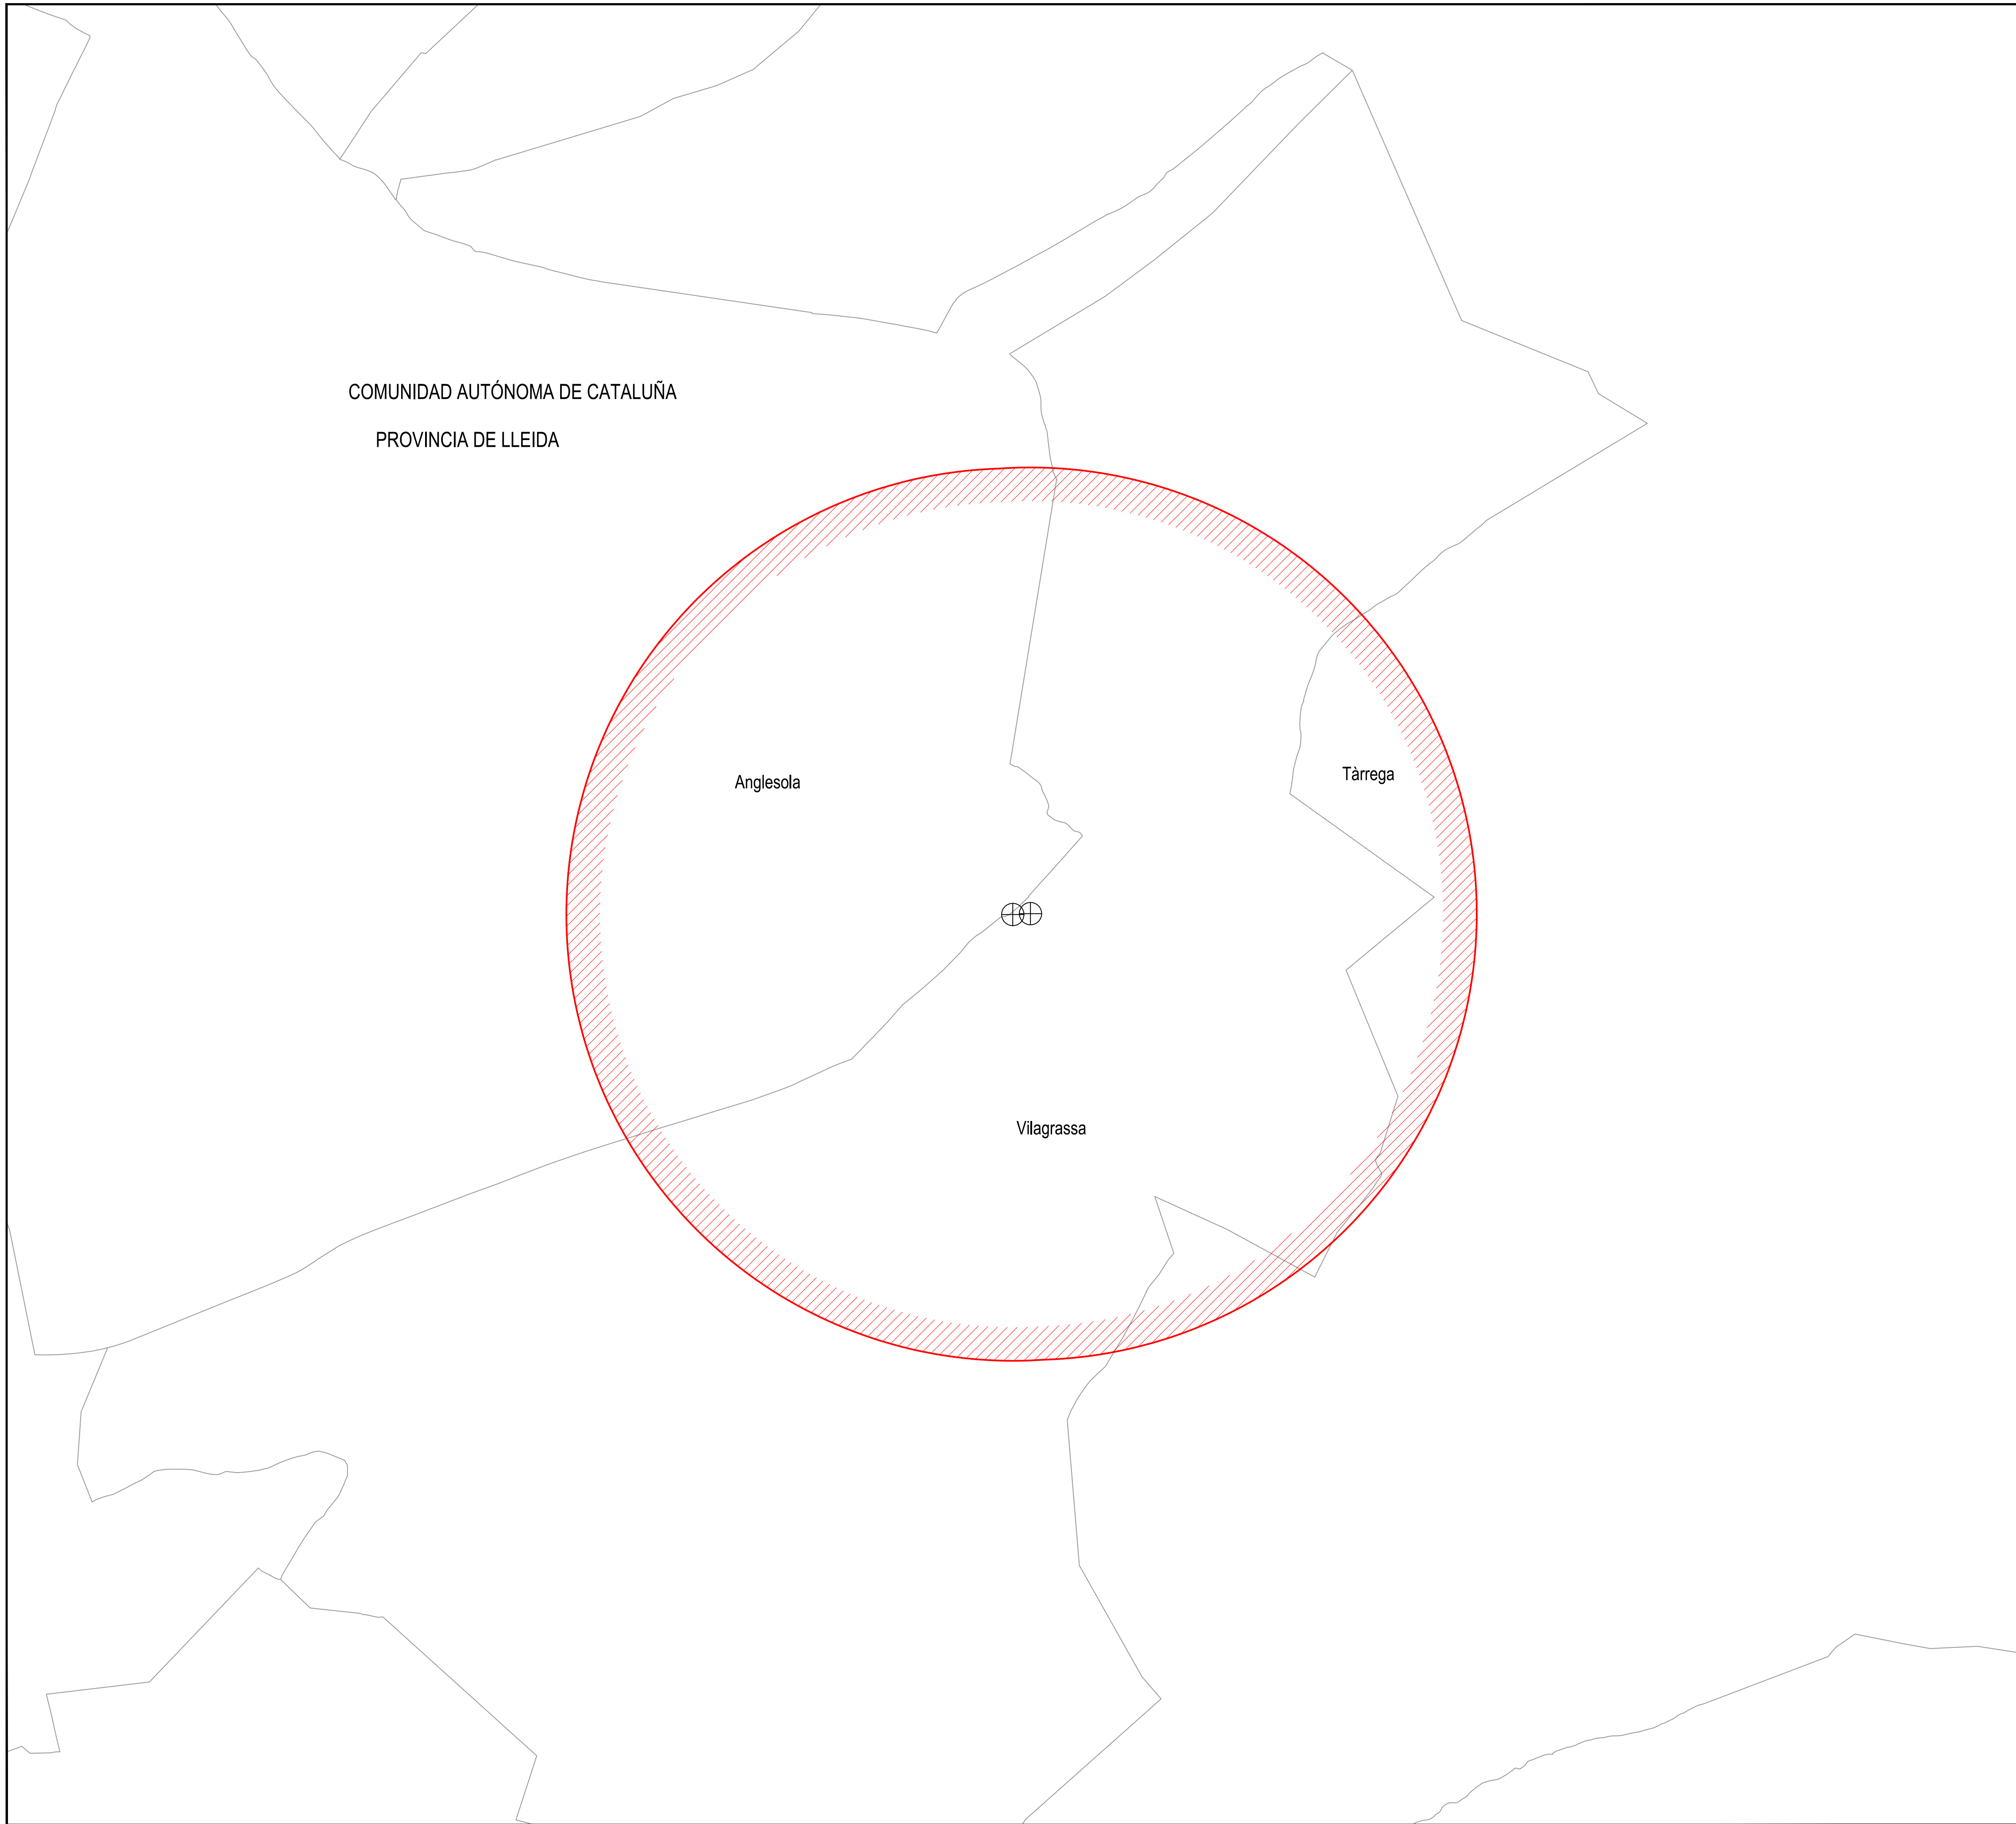 COMUNIDAD AUTÓNOMA DE CATALUÑA
PROVINCIA DE LLEIDA
Tàrrega
Anglesola
Vilagrassa